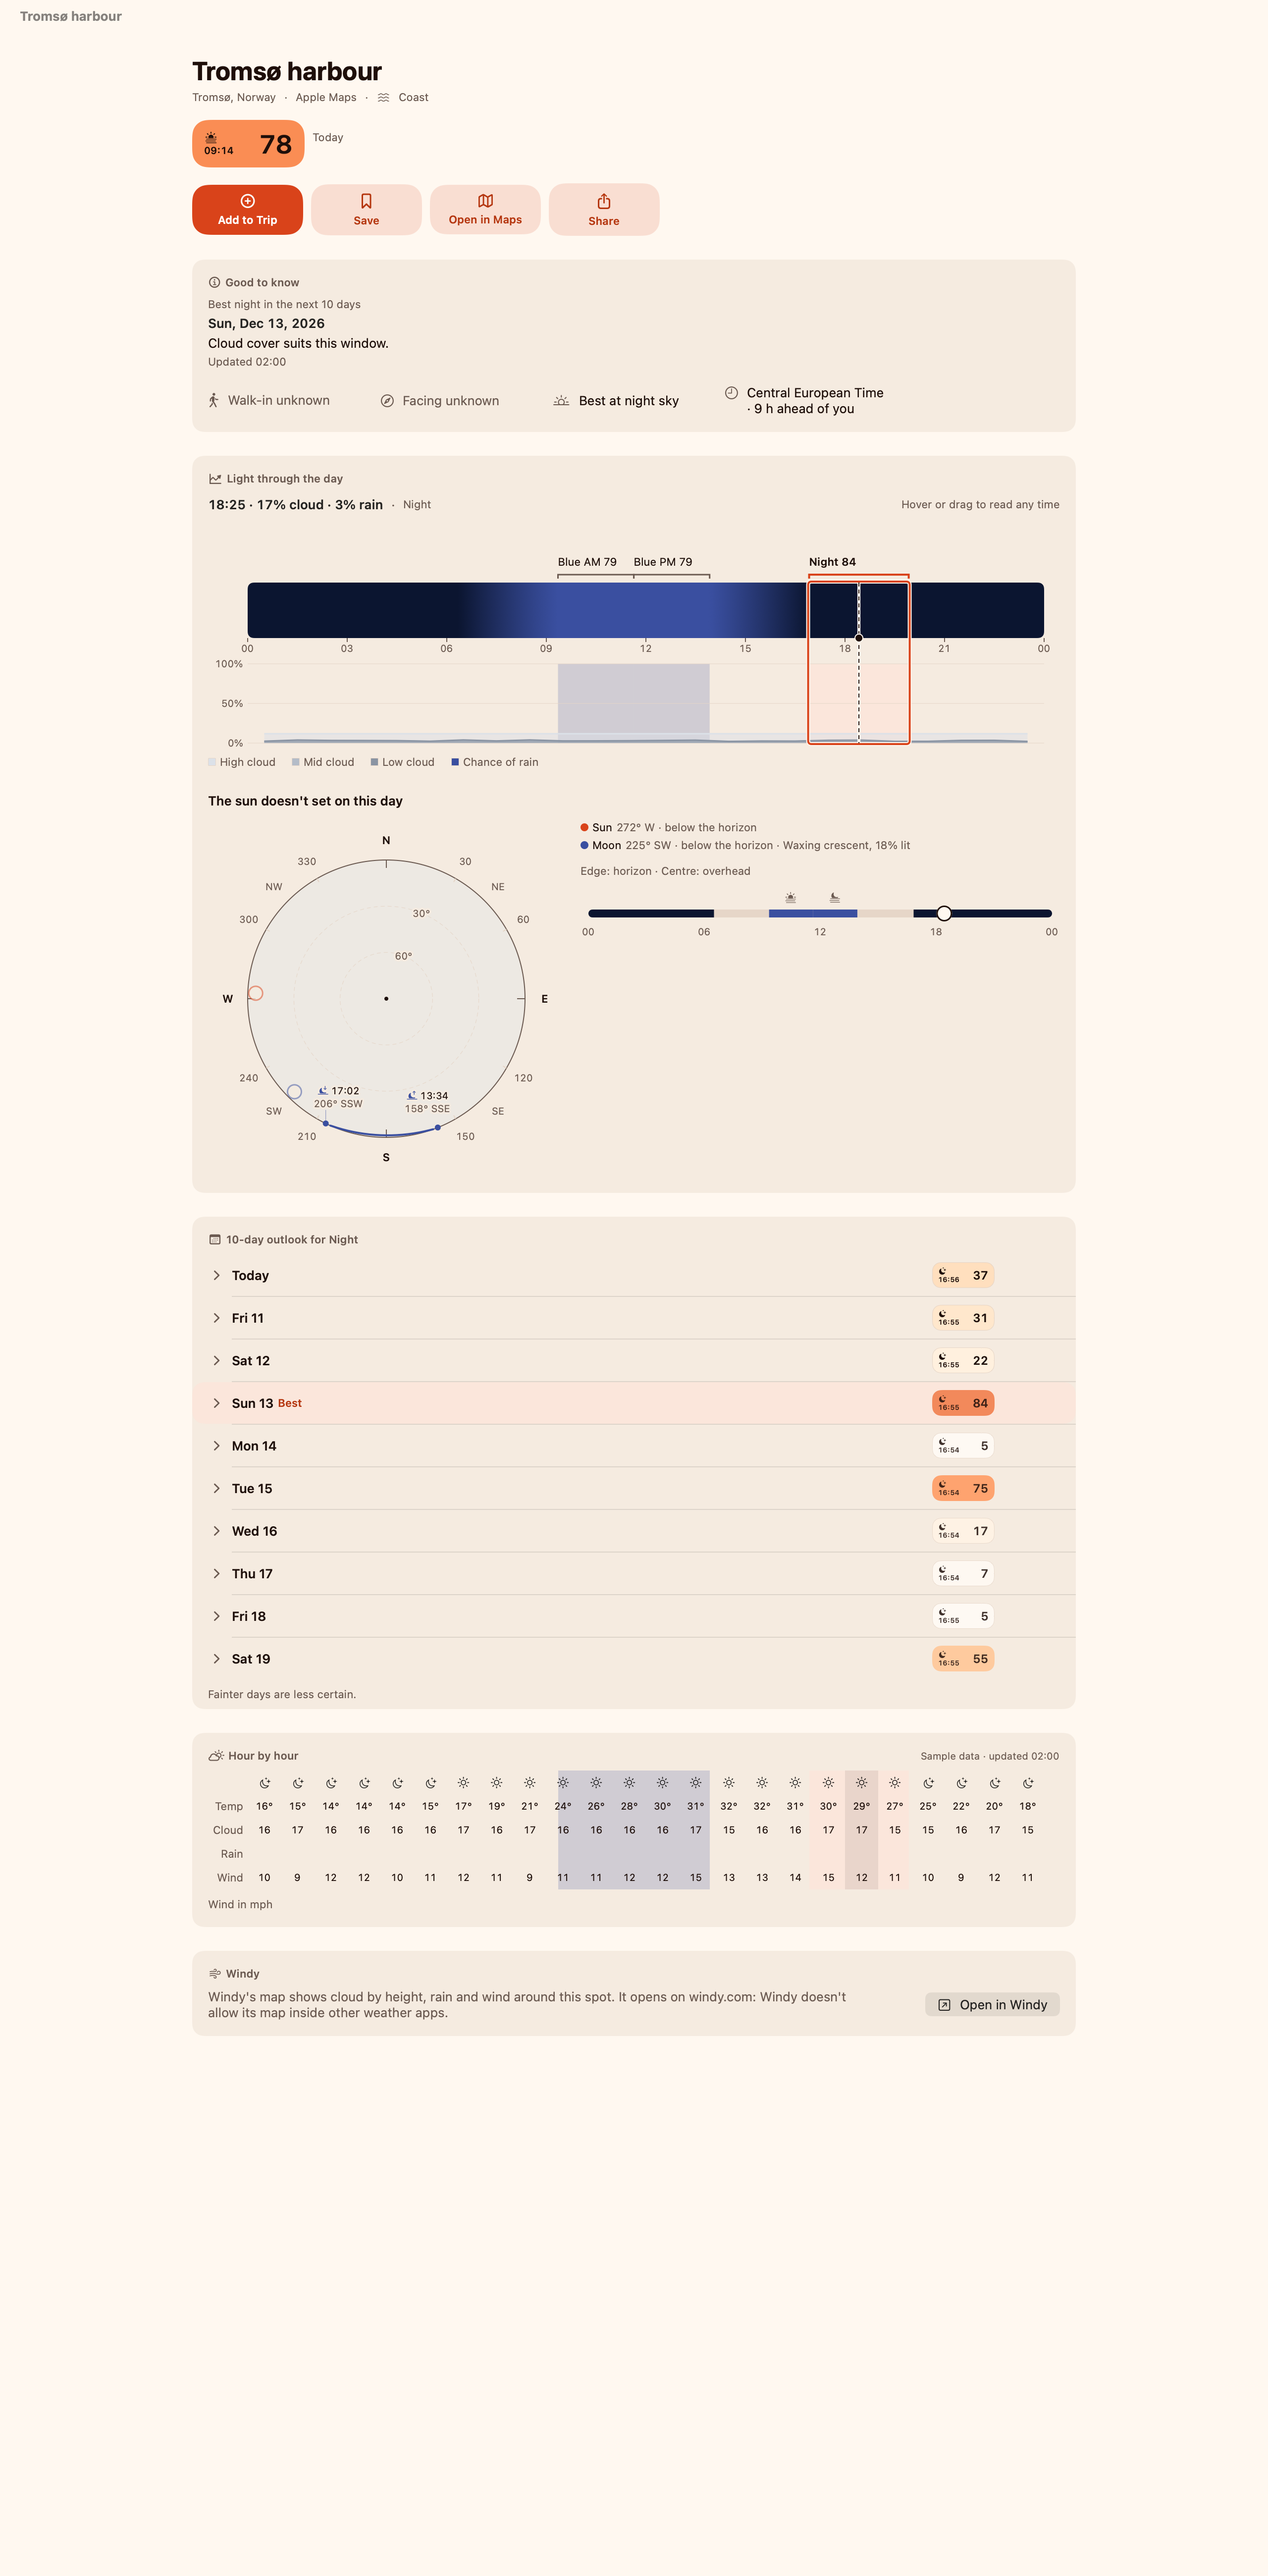 Tromsø harbour
Tromsø harbour
Tromsø, Norway · Apple Maps · Coast
09:14 78 Today
Add to Trip
Save
Open in Maps
Share
Good to know
Best night in the next 10 days
Sun, Dec 13, 2026
Cloud cover suits this window.
Updated 02:00
Walk-in unknown
Facing unknown
Best at night sky
Central European Time
· 9 h ahead of you
Light through the day
18:25 · 17% cloud · 3% rain · Night
Hover or drag to read any time
Blue AM 79 Blue PM 79 Night 84
00 03 06 09 12 15 18 21 00
100%
50%
0%
High cloud Mid cloud Low cloud Chance of rain
The sun doesn't set on this day
Sun 272° W · below the horizon
Moon 225° SW · below the horizon · Waxing crescent, 18% lit
Edge: horizon · Centre: overhead
00 06 12 18 00
N
330 30
NW NE
300 30° 60
60°
W E
240 120
17:02 13:34
206° SSW 158° SSE
SW SE
210 150
S
10-day outlook for Night
Today 16:56 37
Fri 11 16:55 31
Sat 12 16:55 22
Sun 13 Best 16:55 84
Mon 14 16:54 5
Tue 15 16:54 75
Wed 16 16:54 17
Thu 17 16:54 7
Fri 18 16:55 5
Sat 19 16:55 55
Fainter days are less certain.
Hour by hour
Sample data · updated 02:00
Temp 16° 15° 14° 14° 14° 15° 17° 19° 21° 24° 26° 28° 30° 31° 32° 32° 31° 30° 29° 27° 25° 22° 20° 18°
Cloud 16 17 16 16 16 16 17 16 17 16 16 16 16 17 15 16 16 17 17 15 15 16 17 15
Rain
Wind 10 9 12 12 10 11 12 11 9 11 11 12 12 15 13 13 14 15 12 11 10 9 12 11
Wind in mph
Windy
Windy's map shows cloud by height, rain and wind around this spot. It opens on windy.com: Windy doesn't
allow its map inside other weather apps.
Open in Windy